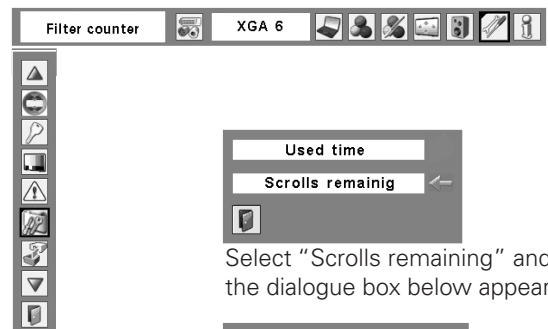 Filter counter
XGA 6
Used time
Scrolls remainig
Select “Scrolls remaining” and
the dialogue box below appear